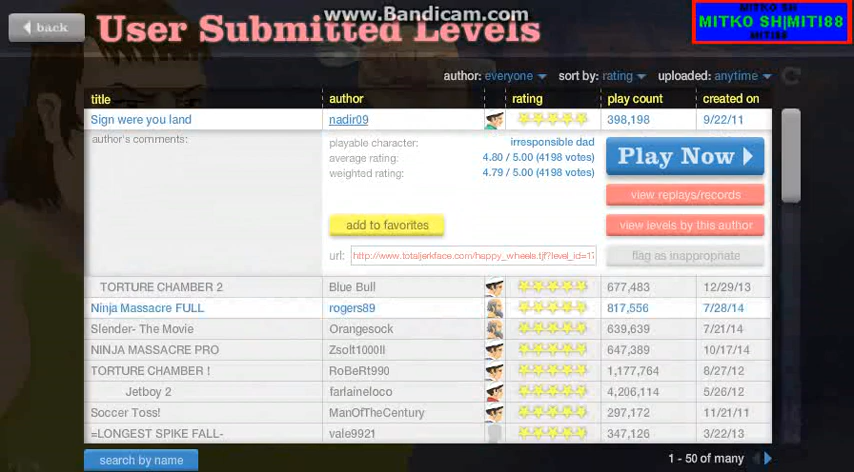 www.Bandicam.com
back
User Submitted Levels
MITKO SH
MITKO SH|MITI88
MITI88
author: everyone sort by: rating uploaded: anytime
title author rating play count created on
Sign were you land nadir09 398,198 9/22/11
author's comments:
playable character: irresponsible dad
average rating: 4.80 / 5.00 (4198 votes)
weighted rating: 4.79 / 5.00 (4198 votes)
Play Now
view replays/records
add to favorites
view levels by this author
url: http://www.totaljerkface.com/happy_wheels.tjf?level_id=17
flag as inappropriate
TORTURE CHAMBER 2 Blue Bull 677,483 12/29/13
Ninja Massacre FULL rogers89 817,556 7/28/14
Slender- The Movie Orangesock 639,639 7/21/14
NINJA MASSACRE PRO Zsolt1000II 647,389 10/17/14
TORTURE CHAMBER ! RoBeRt990 1,177,764 8/27/12
Jetboy 2 farlaineloco 4,206,114 5/26/12
Soccer Toss! ManOfTheCentury 297,172 11/21/11
=LONGEST SPIKE FALL- vale9921 347,126 3/22/13
search by name
1 - 50 of many